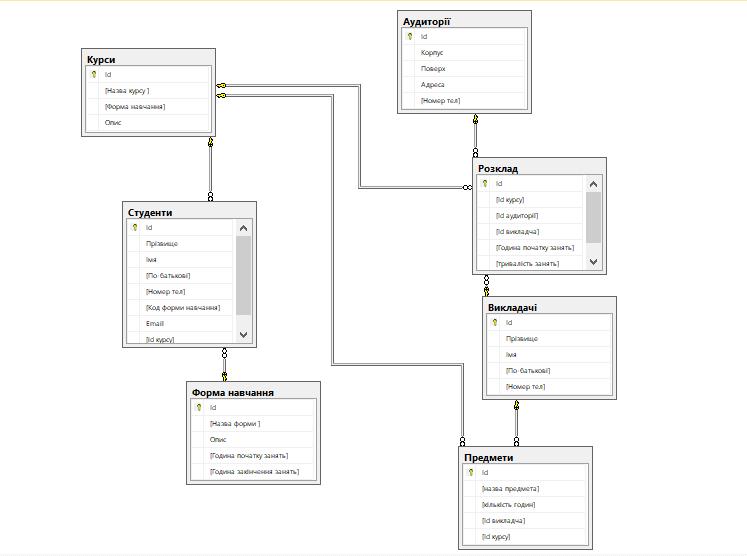 Курси
Id
[Назва курсу ]
[Форма навчання]
Опис
Аудиторії
Id
Корпус
Поверх
Адреса
[Номер тел]
Розклад
Id
[Id курсу]
[Id аудиторії]
[Id викладча]
[Година початку занять]
[тривалість занять]
Студенти
Id
Прізвище
Імя
[По-батькові]
[Номер тел]
[Код форми навчання]
Email
[Id курсу]
Викладачі
Id
Прізвище
Імя
[По-батькові]
[Номер тел]
Форма навчання
Id
[Назва форми ]
Опис
[Година початку занять]
[Година закінчення занять]
Предмети
Id
[назва предмета]
[кількість годин]
[Id викладча]
[Id курсу]